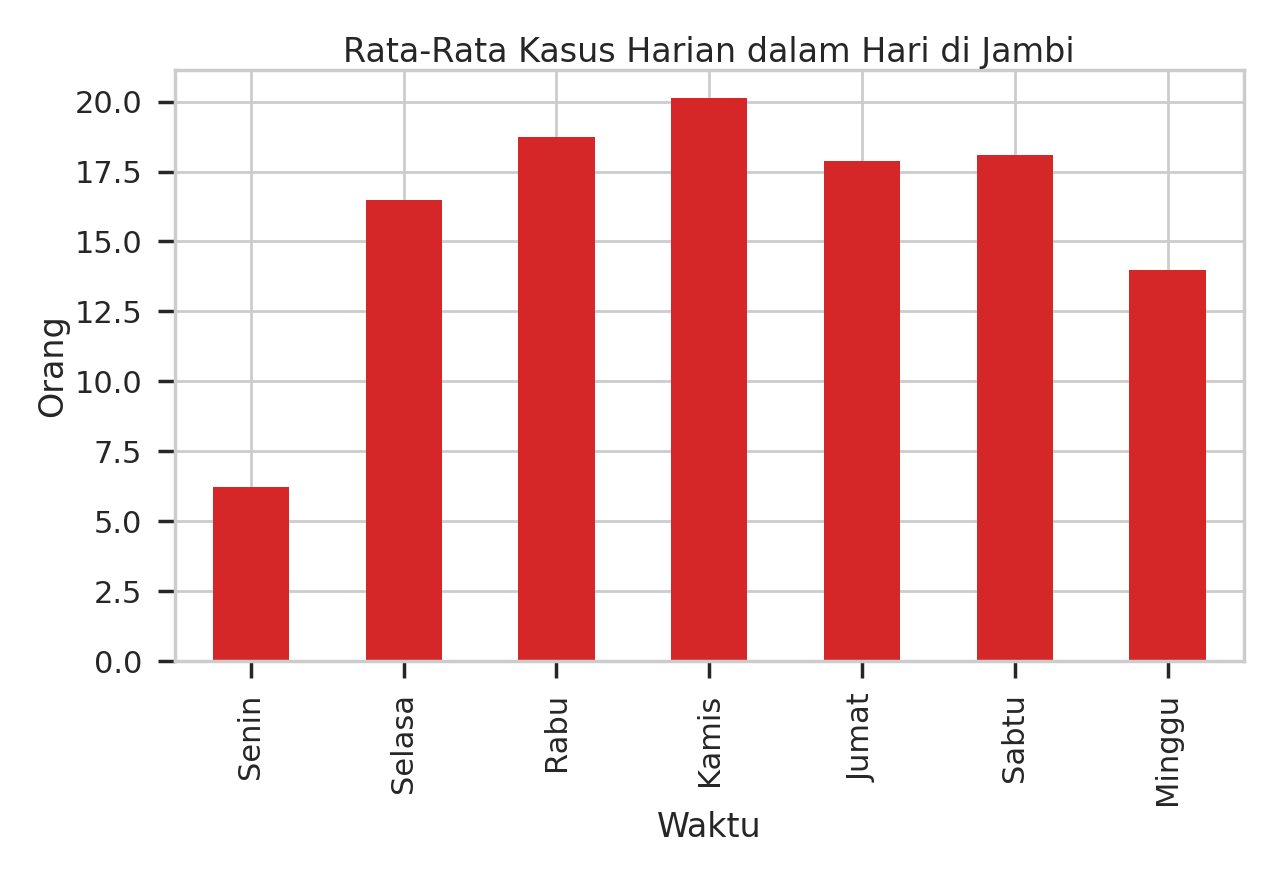 Rata-Rata Kasus Harian dalam Hari di Jambi
Orang
20.0
17.5
15.0
12.5
10.0
7.5
5.0
2.5
0.0
Senin
Selasa
Rabu
Kamis
Jumat
Sabtu
Minggu
Waktu